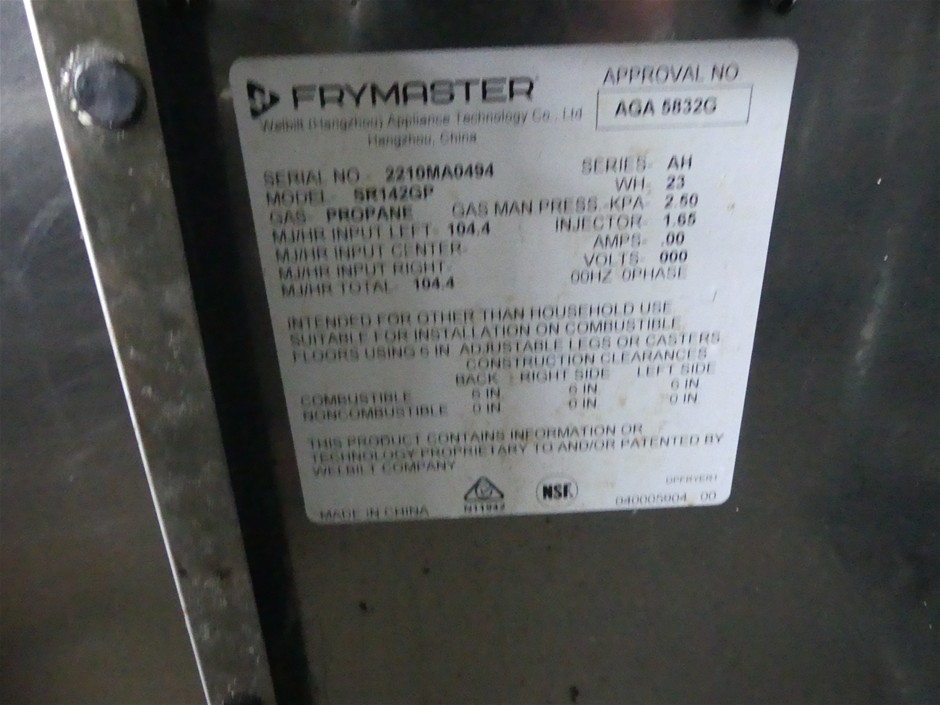 FRYMASTER
Welbilt (Hangzhou) Appliance Technology Co., Ltd
Hangzhou, China
APPROVAL NO
AGA 5832G
SERIAL NO 2210MA0494 SERIES- AH
MODEL- SR142GP WH. 23
GAS- PROPANE GAS MAN PRESS -KPA- 2.50
MJ/HR INPUT LEFT- 104.4 INJECTOR- 1.65
MJ/HR INPUT CENTER- AMPS- .00
MJ/HR INPUT RIGHT- VOLTS- 000
MJ/HR TOTAL- 104.4 00HZ 0PHASE
INTENDED FOR OTHER THAN HOUSEHOLD USE
SUITABLE FOR INSTALLATION ON COMBUSTIBLE
FLOORS USING 6 IN ADJUSTABLE LEGS OR CASTERS
CONSTRUCTION CLEARANCES
BACK RIGHT SIDE LEFT SIDE
COMBUSTIBLE 6 IN 6 IN 6 IN
NONCOMBUSTIBLE 0 IN 0 IN 0 IN
THIS PRODUCT CONTAINS INFORMATION OR
TECHNOLOGY PROPRIETARY TO AND/OR PATENTED BY
WELBILT COMPANY
NSF.
MADE IN CHINA N11942 040005904 00